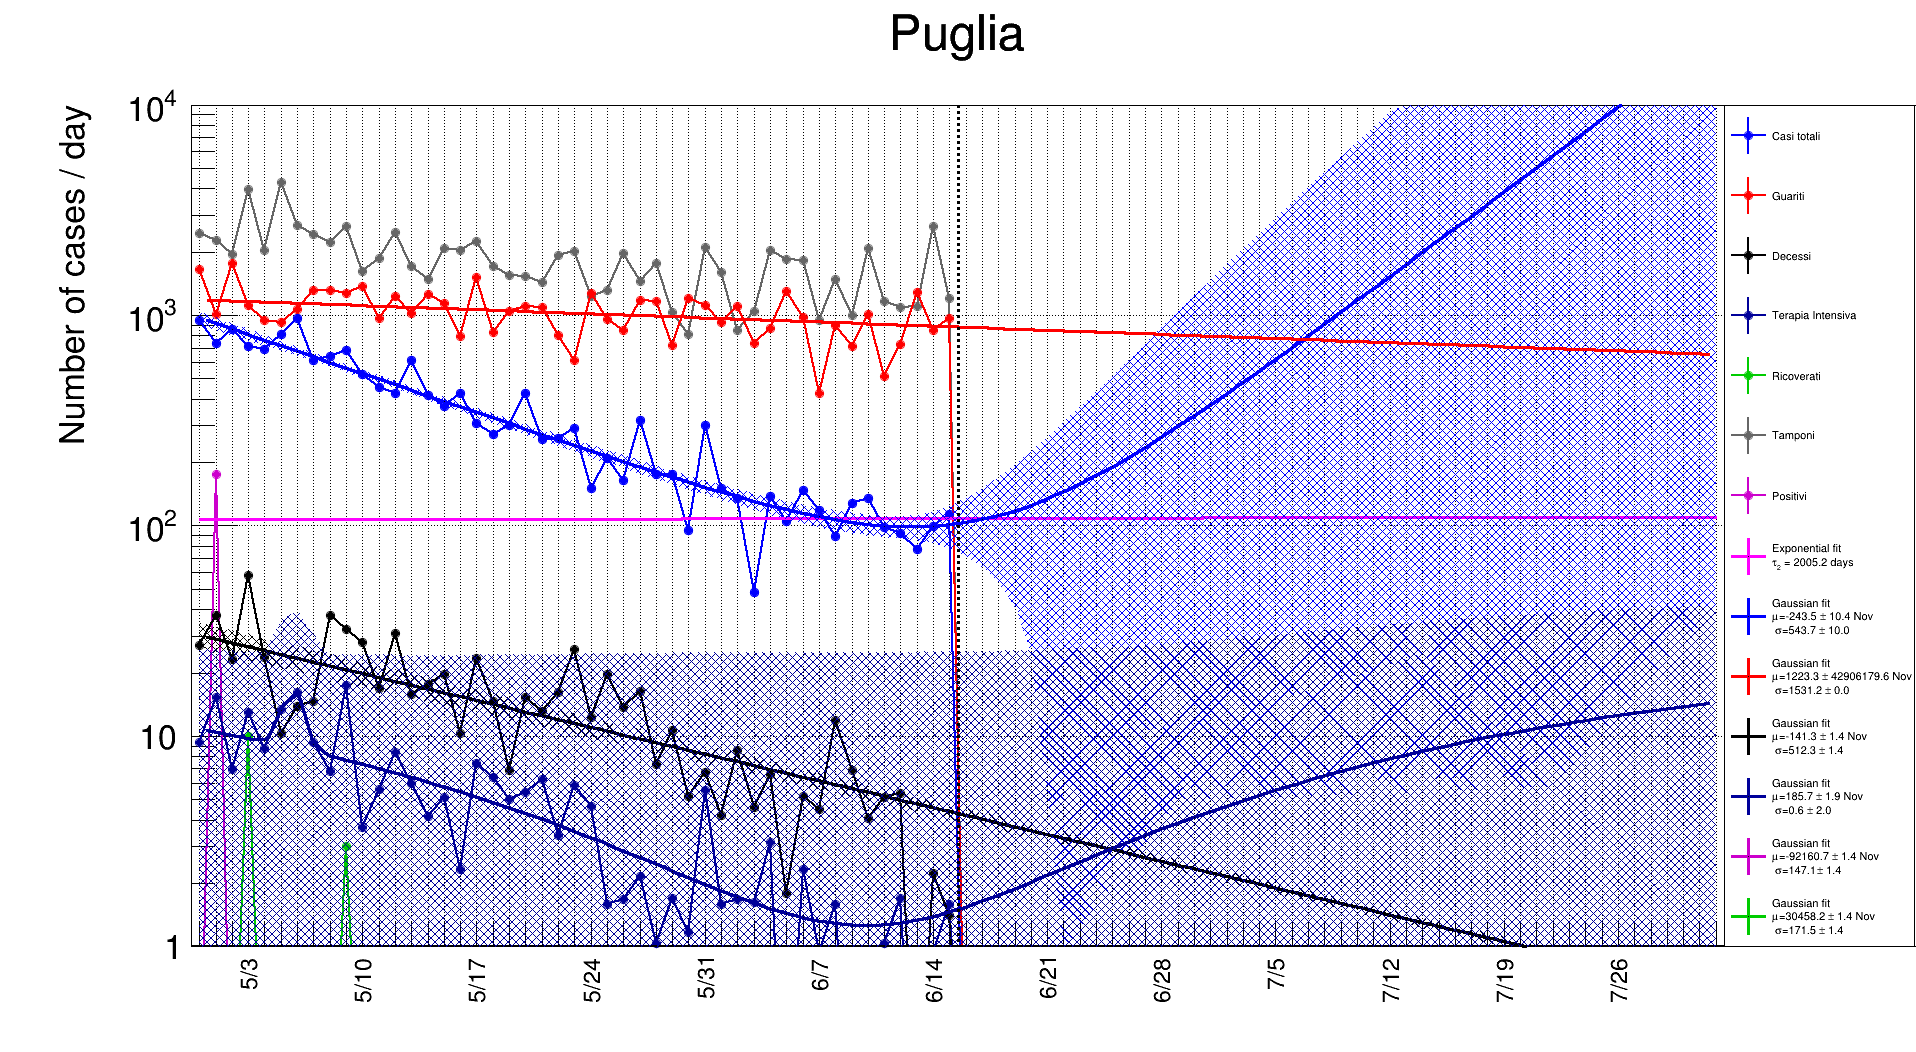 Puglia
Number of cases / day
10^4
10^3
10^2
10
1
5/3
5/10
5/17
5/24
5/31
6/7
6/14
6/21
6/28
7/5
7/12
7/19
7/26
Casi totali
Guariti
Decessi
Terapia Intensiva
Ricoverati
Tamponi
Positivi
Exponential fit
τ2 = 2005.2 days
Gaussian fit
μ=-243.5 ± 10.4 Nov
σ=543.7 ± 10.0
Gaussian fit
μ=1223.3 ± 42906179.6 Nov
σ=1531.2 ± 0.0
Gaussian fit
μ=-141.3 ± 1.4 Nov
σ=512.3 ± 1.4
Gaussian fit
μ=185.7 ± 1.9 Nov
σ=0.6 ± 2.0
Gaussian fit
μ=-92160.7 ± 1.4 Nov
σ=147.1 ± 1.4
Gaussian fit
μ=30458.2 ± 1.4 Nov
σ=171.5 ± 1.4